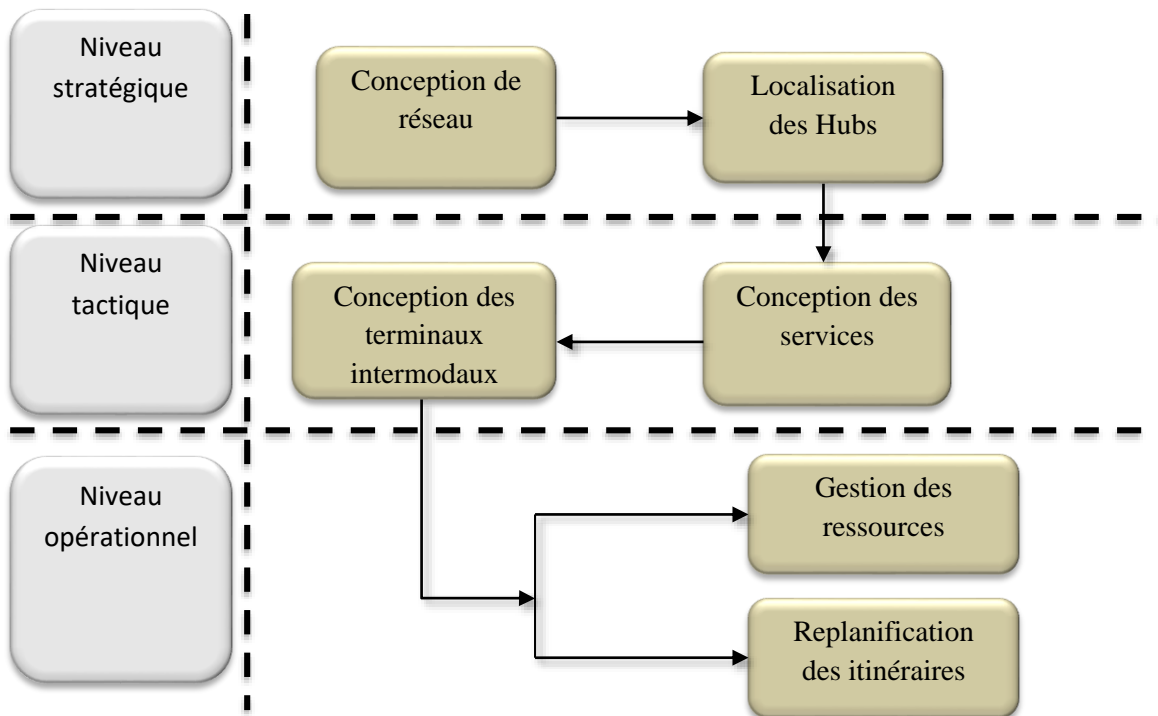 Niveau
stratégique
Conception de
réseau
Localisation
des Hubs
Niveau
tactique
Conception des
terminaux
intermodaux
Conception des
services
Niveau
opérationnel
Gestion des
ressources
Replanification
des itinéraires